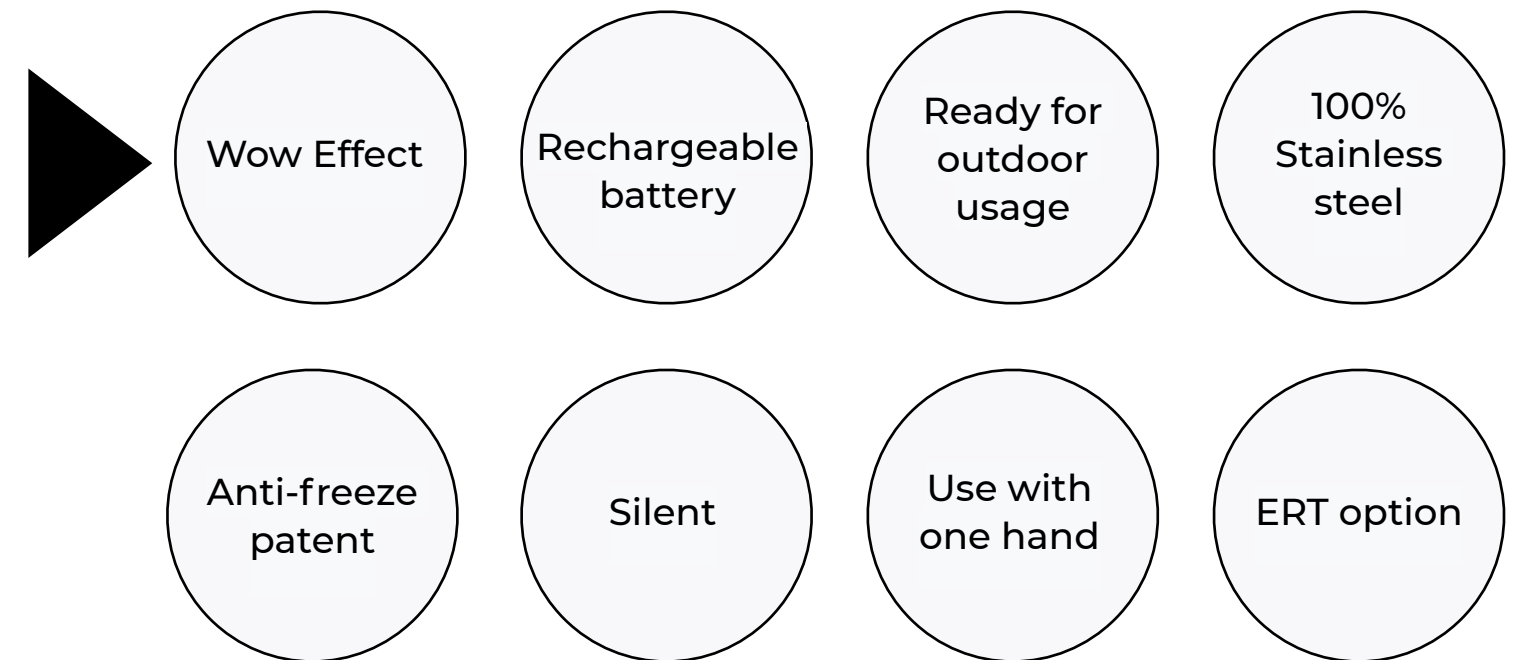 Wow Effect
Rechargeable
battery
Ready for
outdoor
usage
100%
Stainless
steel
Anti-freeze
patent
Silent
Use with
one hand
ERT option